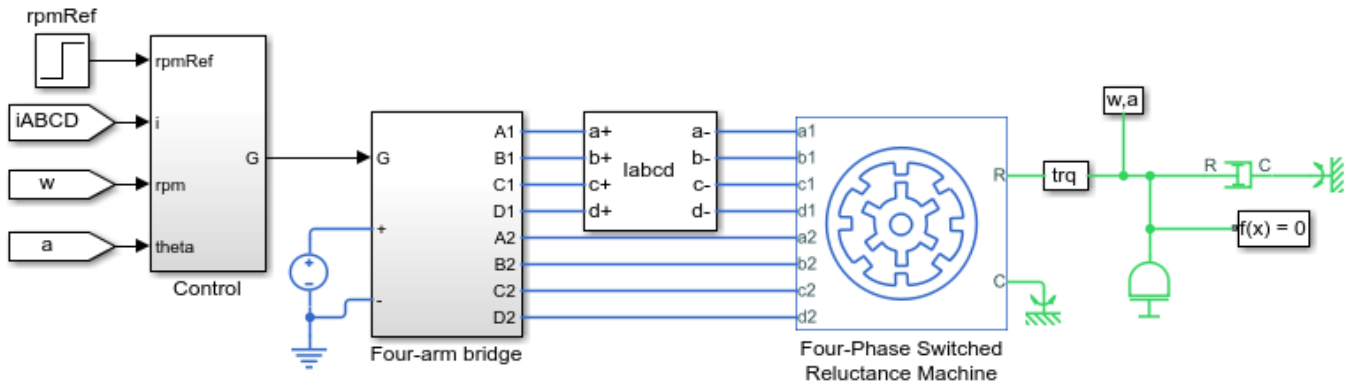 rpmRef
rpmRef
iABCD
i
w
rpm
a
theta
G
Control
G
+
-
A1
B1
C1
D1
A2
B2
C2
D2
Four-arm bridge
a+
b+
c+
d+
Iabcd
a-
b-
c-
d-
a1
b1
c1
d1
a2
b2
c2
d2
R
C
Four-Phase Switched
Reluctance Machine
trq
w,a
R
C
f(x) = 0